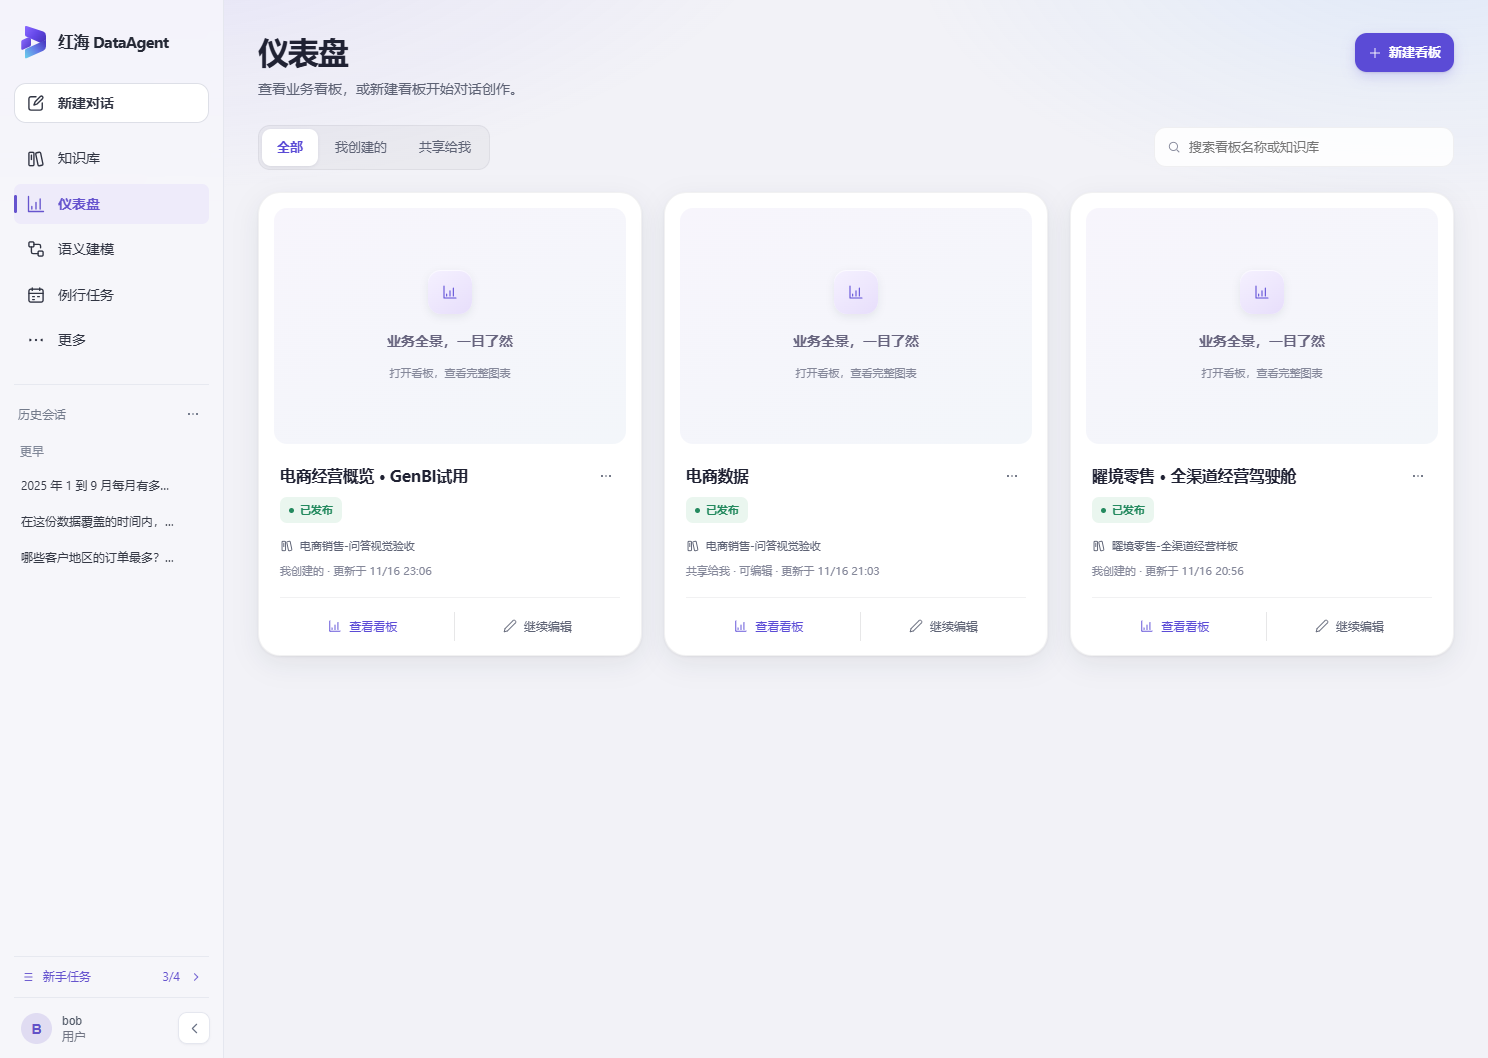 红海 DataAgent
新建对话
知识库
仪表盘
语义建模
例行任务
更多
历史会话
更早
2025 年 1 到 9 月每月有多...
在这份数据覆盖的时间内，...
哪些客户地区的订单最多？...
新手任务 3/4
B
bob
用户
仪表盘
查看业务看板，或新建看板开始对话创作。
新建看板
全部 我创建的 共享给我
搜索看板名称或知识库
业务全景，一目了然
打开看板，查看完整图表
电商经营概览 • GenBI试用
已发布
电商销售-问答视觉验收
我创建的 · 更新于 11/16 23:06
查看看板 继续编辑
业务全景，一目了然
打开看板，查看完整图表
电商数据
已发布
电商销售-问答视觉验收
共享给我 · 可编辑 · 更新于 11/16 21:03
查看看板 继续编辑
业务全景，一目了然
打开看板，查看完整图表
曜境零售 • 全渠道经营驾驶舱
已发布
曜境零售-全渠道经营样板
我创建的 · 更新于 11/16 20:56
查看看板 继续编辑